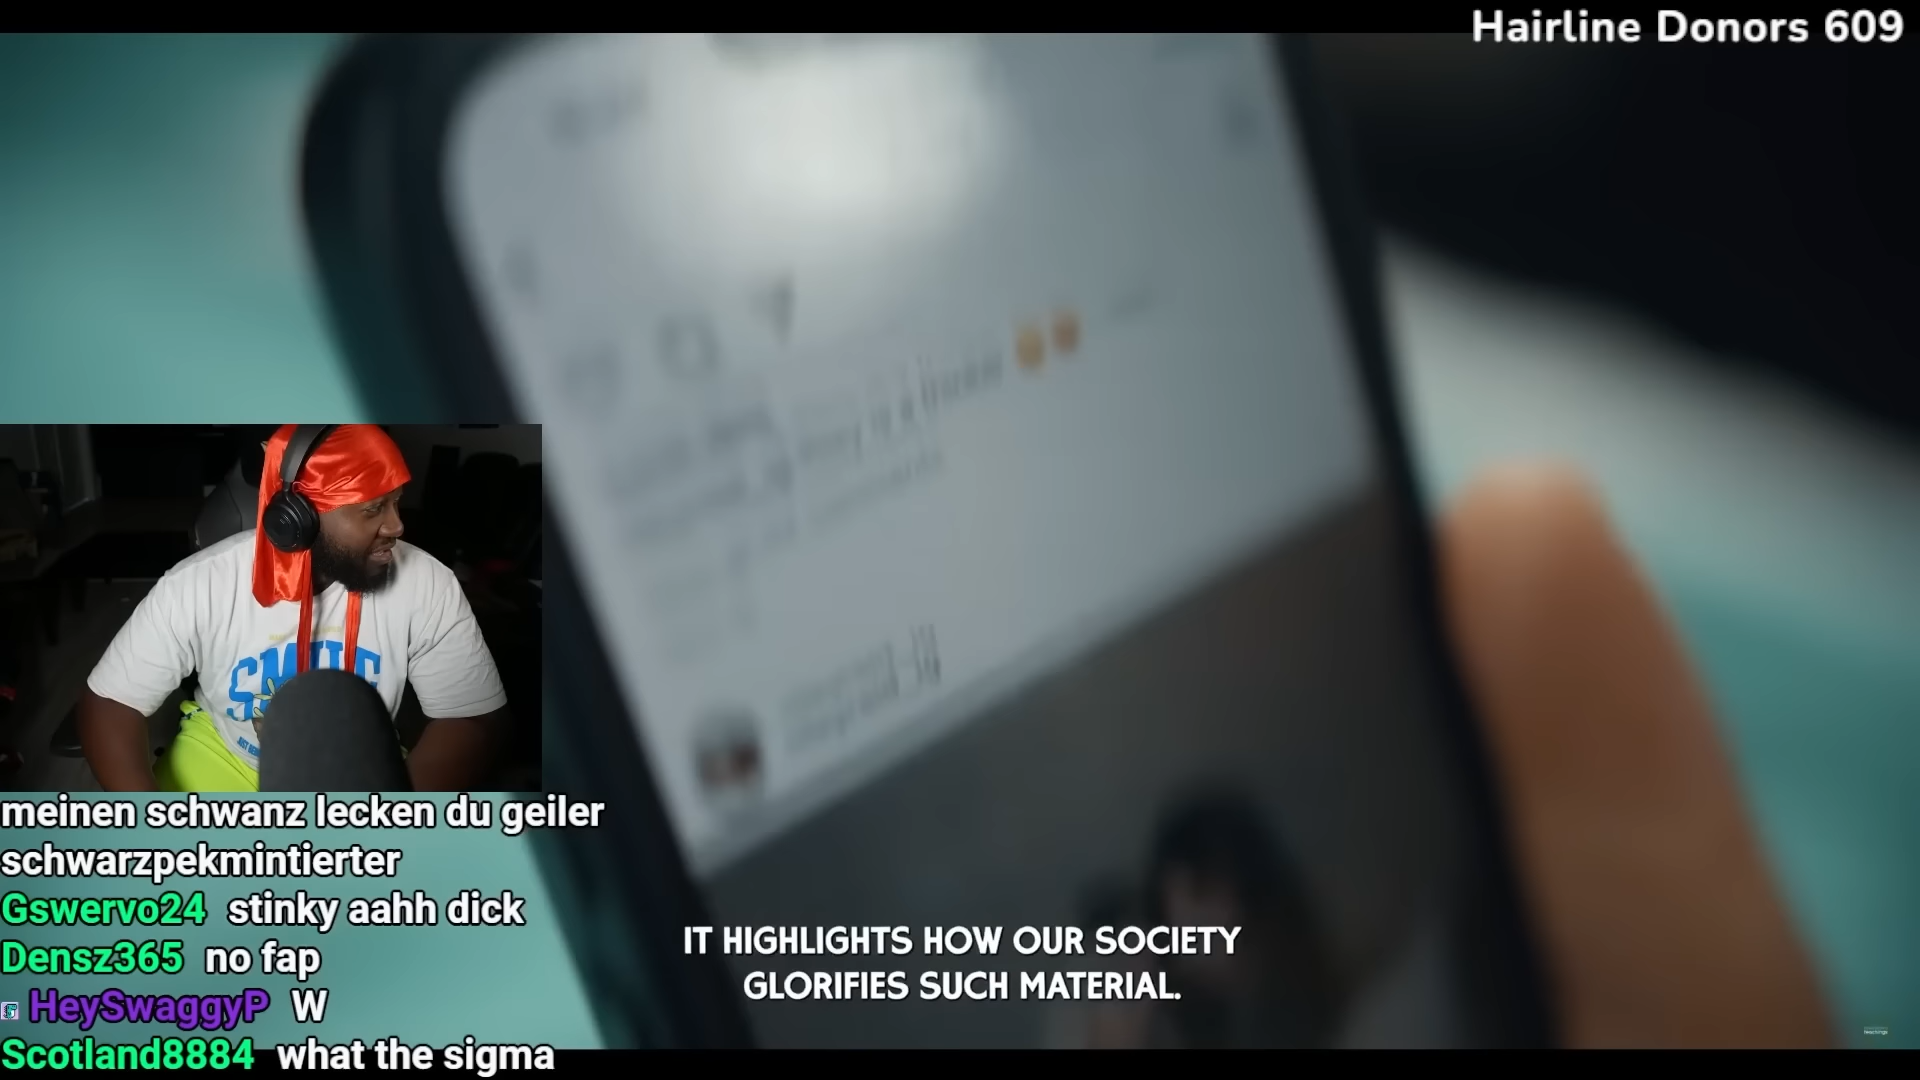 Hairline Donors 609
SMILE
meinen schwanz lecken du geiler
schwarzpekmintierter
Gswervo24 stinky aahh dick
Densz365 no fap
HeySwaggyP W
Scotland8884 what the sigma
IT HIGHLIGHTS HOW OUR SOCIETY
GLORIFIES SUCH MATERIAL.